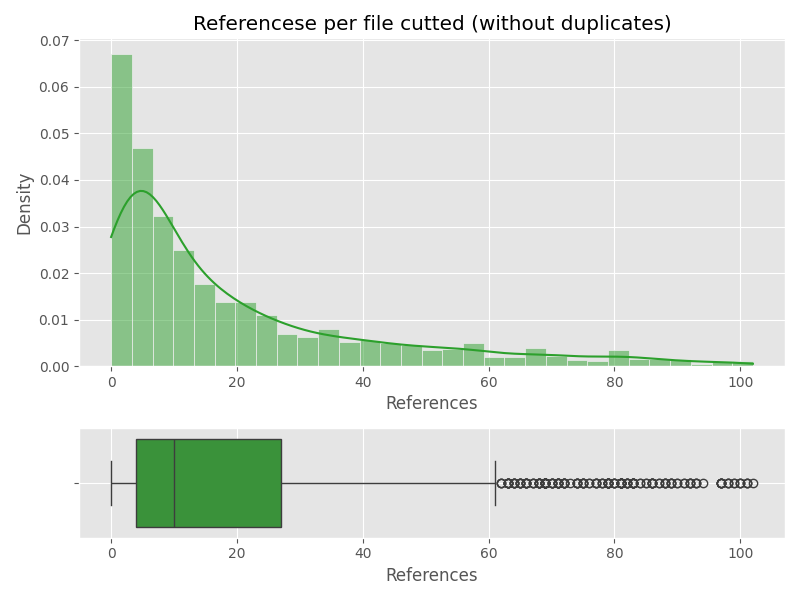 Referencese per file cutted (without duplicates)
0.07
0.06
0.05
0.04
0.03
0.02
0.01
0.00
Density
0 20 40 60 80 100
References
0 20 40 60 80 100
References